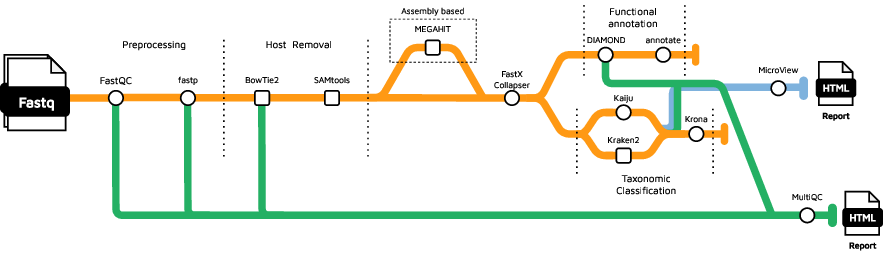 Assembly based
MEGAHIT
Functional
annotation
DIAMOND
annotate
Preprocessing
Host Removal
Fastq
FastQC
fastp
BowTie2
SAMtools
FastX
Collapser
MicroView
HTML
Report
Kaiju
Kraken2
Krona
Taxonomic
Classification
MultiQC
HTML
Report